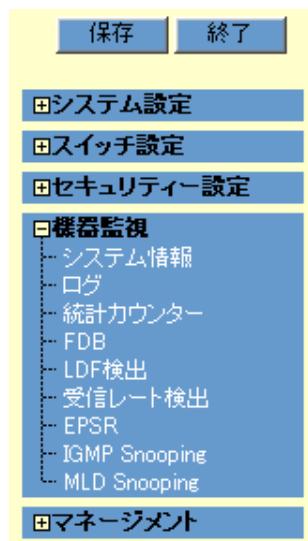 保存 終了
システム設定
スイッチ設定
セキュリティー設定
機器監視
システム情報
ログ
統計カウンター
FDB
LDF検出
受信レート検出
EPSR
IGMP Snooping
MLD Snooping
マネージメント